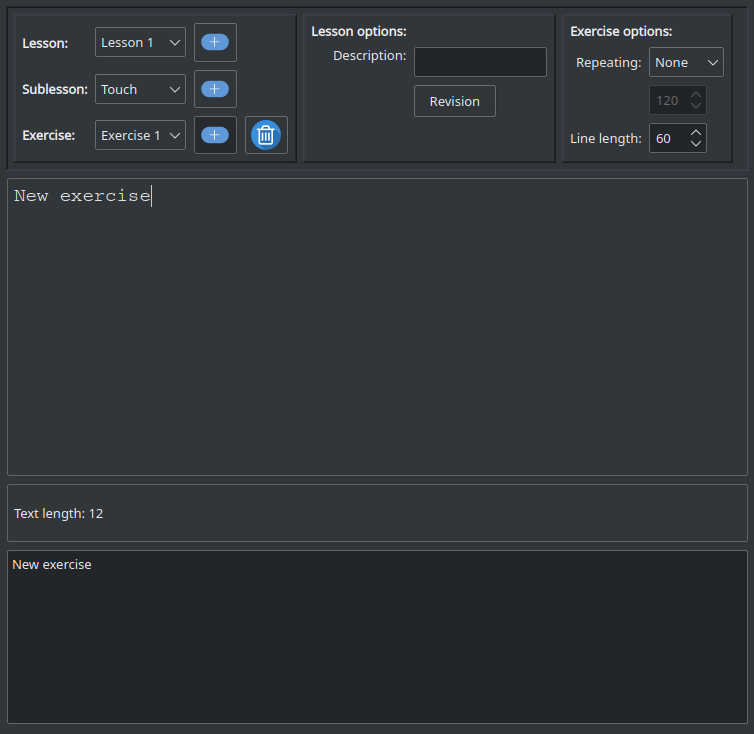 Lesson: Lesson 1
Sublesson: Touch
Exercise: Exercise 1
Lesson options:
Description:
Revision
Exercise options:
Repeating: None
120
Line length: 60
New exercise
Text length: 12
New exercise